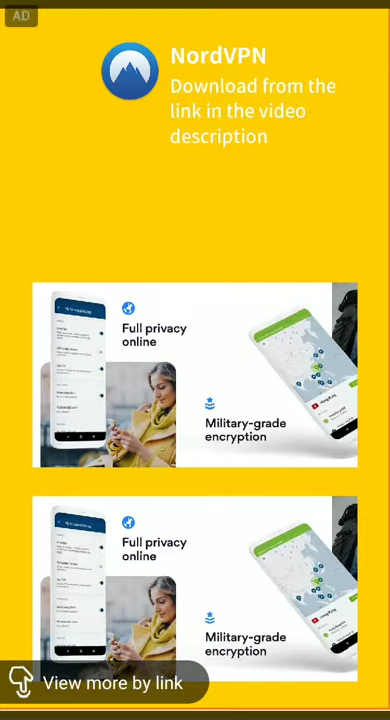 AD
NordVPN
Download from the
link in the video
description
Full privacy
online
Military-grade
encryption
Full privacy
online
Military-grade
encryption
View more by link